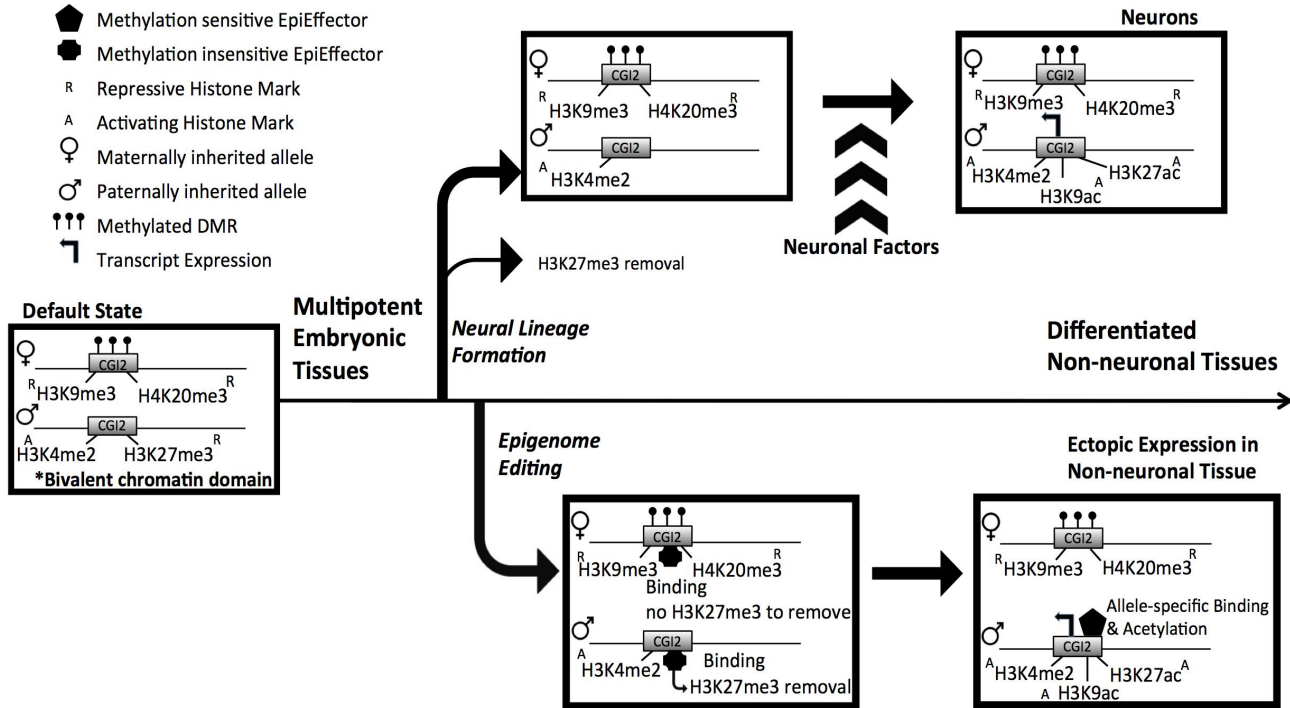 Methylation sensitive EpiEffector
Methylation insensitive EpiEffector
R Repressive Histone Mark
A Activating Histone Mark
♀ Maternally inherited allele
♂ Paternally inherited allele
Methylated DMR
Transcript Expression
Default State
♀
CGI2
R H3K9me3 H4K20me3 R
♂
CGI2
A H3K4me2 H3K27me3 R
*Bivalent chromatin domain
Multipotent
Embryonic
Tissues
Neural Lineage
Formation
H3K27me3 removal
♀
CGI2
R H3K9me3 H4K20me3 R
♂
CGI2
A H3K4me2
Neuronal Factors
Neurons
♀
CGI2
R H3K9me3 H4K20me3 R
♂
CGI2
A H3K4me2 H3K27ac A
A H3K9ac
Differentiated
Non-neuronal Tissues
Epigenome
Editing
♀
CGI2
R H3K9me3 H4K20me3 R
Binding
no H3K27me3 to remove
♂
CGI2
A H3K4me2 Binding
H3K27me3 removal
Ectopic Expression in
Non-neuronal Tissue
♀
CGI2
R H3K9me3 H4K20me3 R
Allele-specific Binding
& Acetylation
♂
CGI2
A H3K4me2 H3K27ac A
A H3K9ac